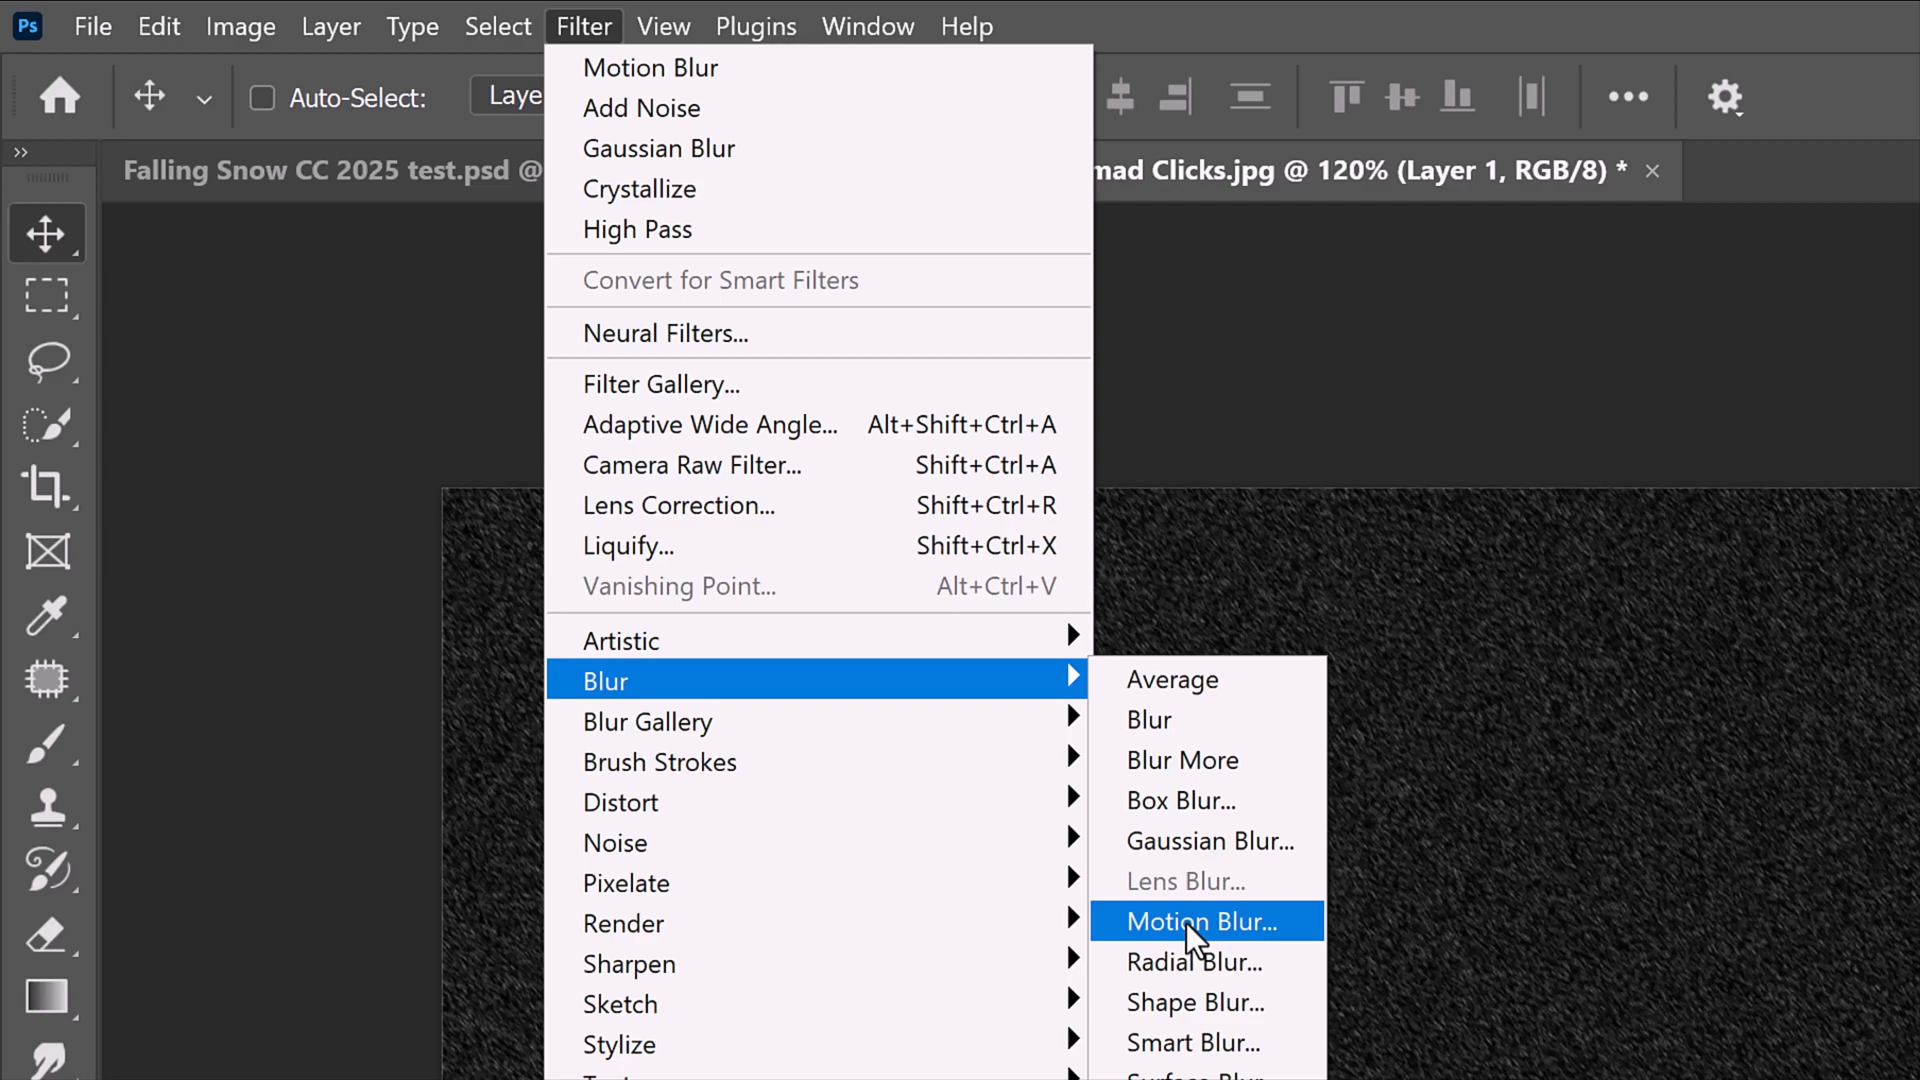 Ps File Edit Image Layer Type Select Filter View Plugins Window Help
Auto-Select: Laye
Falling Snow CC 2025 test.psd @ mad Clicks.jpg @ 120% (Layer 1, RGB/8) * ×
Motion Blur
Add Noise
Gaussian Blur
Crystallize
High Pass
Convert for Smart Filters
Neural Filters...
Filter Gallery...
Adaptive Wide Angle... Alt+Shift+Ctrl+A
Camera Raw Filter... Shift+Ctrl+A
Lens Correction... Shift+Ctrl+R
Liquify... Shift+Ctrl+X
Vanishing Point... Alt+Ctrl+V
Artistic
Blur
Blur Gallery
Brush Strokes
Distort
Noise
Pixelate
Render
Sharpen
Sketch
Stylize
Average
Blur
Blur More
Box Blur...
Gaussian Blur...
Lens Blur...
Motion Blur...
Radial Blur...
Shape Blur...
Smart Blur...